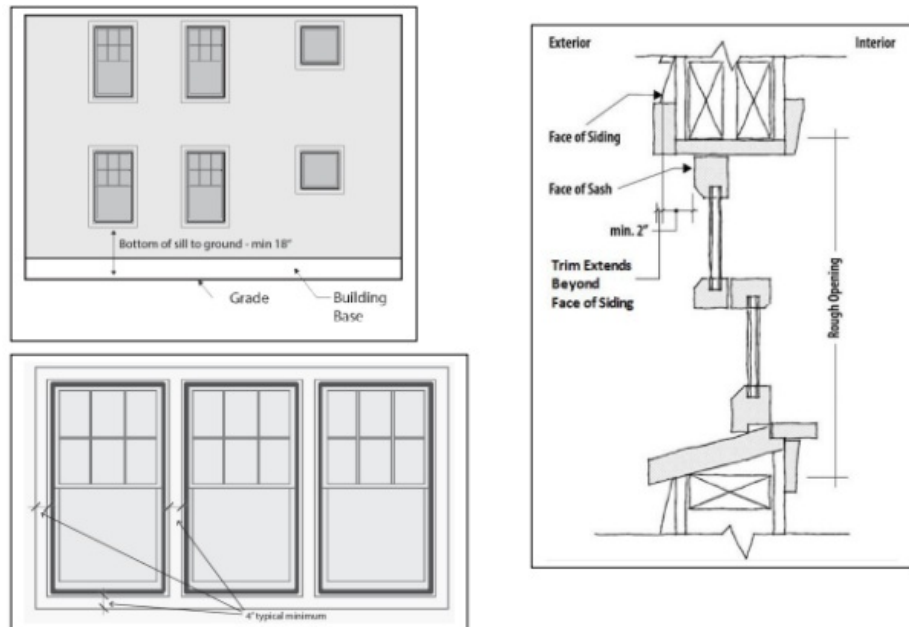 Bottom of sill to ground - min 18"
Grade
Building
Base
4" typical minimum
Exterior
Interior
Face of Siding
Face of Sash
min. 2"
Trim Extends
Beyond
Face of Siding
Rough Opening